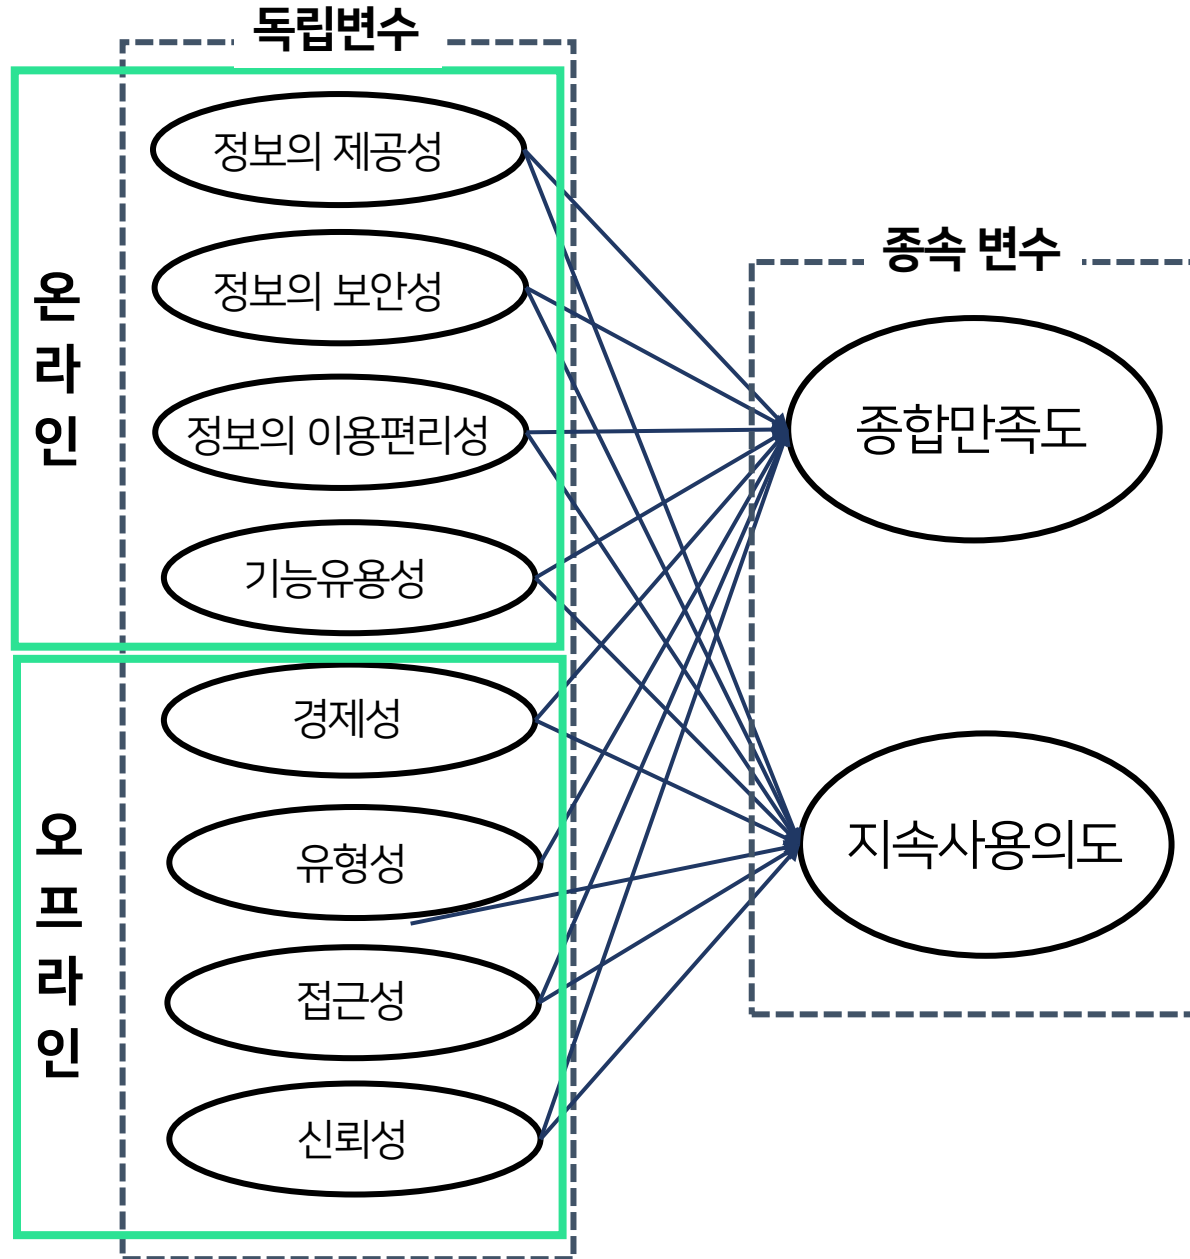 독립변수
온라인
정보의 제공성
정보의 보안성
정보의 이용편리성
기능유용성
오프라인
경제성
유형성
접근성
신뢰성
종속 변수
종합만족도
지속사용의도